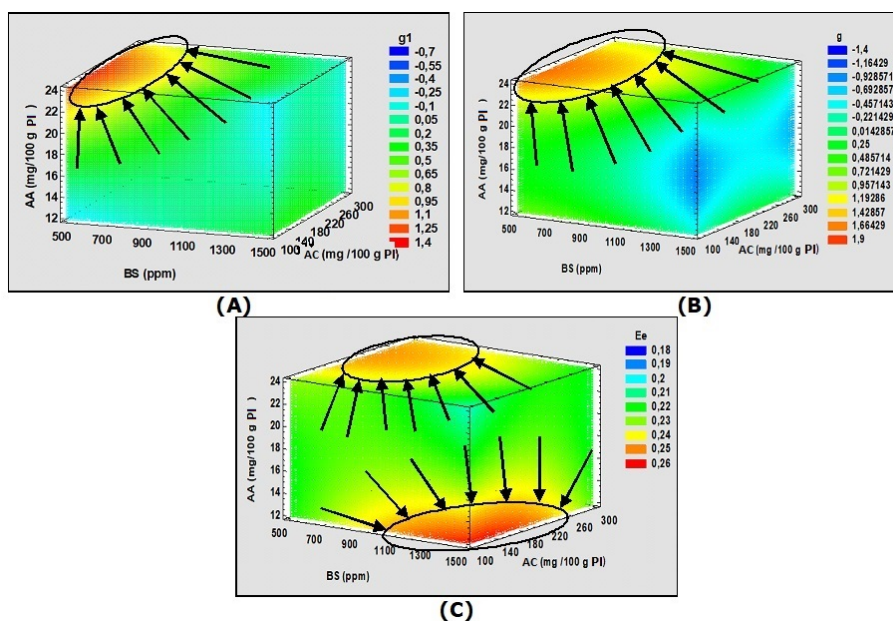 g1
-0,7
-0,55
-0,4
-0,25
-0,1
0,05
0,2
0,35
0,5
0,65
0,8
0,95
1,1
1,25
1,4
AA (mg/100 g PI)
24
22
20
18
16
14
12
500 700 900 1100 1300 1500
BS (ppm)
100 140 180 220 260 300
AC (mg /100 g PI)
(A)
g
-1,4
-1,16429
-0,928571
-0,692857
-0,457143
-0,221429
0,0142857
0,25
0,485714
0,721429
0,957143
1,19286
1,42857
1,66429
1,9
AA (mg/100 g PI)
24
22
20
18
16
14
12
500 700 900 1100 1300 1500
BS (ppm)
100 140 180 220 260 300
AC (mg /100 g PI)
(B)
Ee
0,18
0,19
0,2
0,21
0,22
0,23
0,24
0,25
0,26
AA (mg/100 g PI)
24
22
20
18
16
14
12
500 700 900 1100 1300 1500
BS (ppm)
100 140 180 220 260 300
AC (mg /100 g PI)
(C)